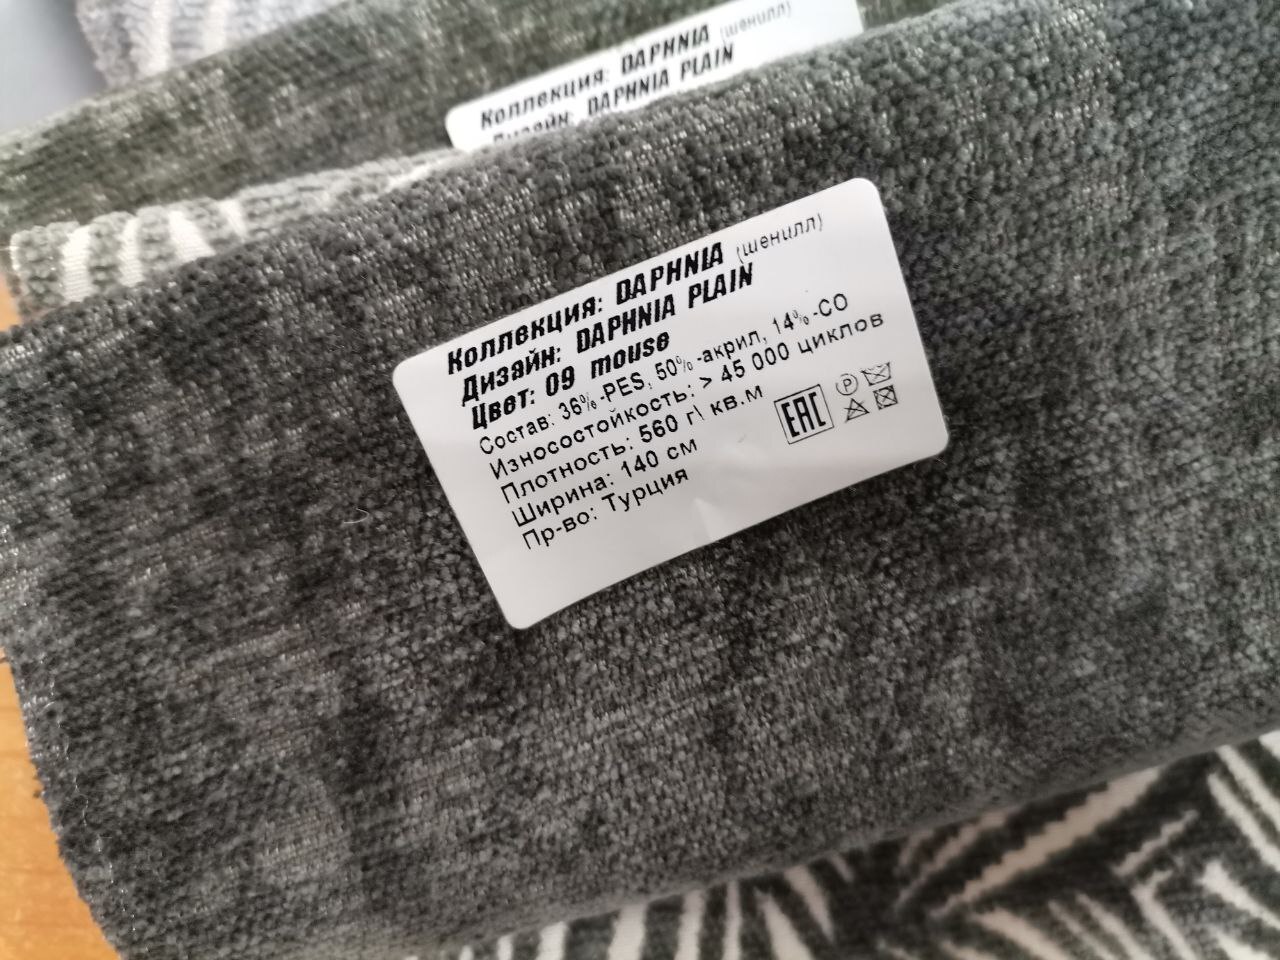 Коллекция: DAPHNIA (шенилл)
Дизайн: DAPHNIA PLAIN
Коллекция: DAPHNIA (шенилл)
Дизайн: DAPHNIA PLAIN
Цвет: 09 mouse
Состав: 36%-PES, 50%-акрил, 14%-CO
Износостойкость: > 45 000 циклов
Плотность: 560 г\ кв.м
Ширина: 140 см
Пр-во: Турция
EAC
P